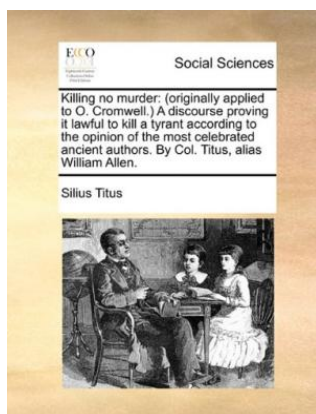 ECCO
Social Sciences
Killing no murder: (originally applied
to O. Cromwell.) A discourse proving
it lawful to kill a tyrant according to
the opinion of the most celebrated
ancient authors. By Col. Titus, alias
William Allen.
Silius Titus